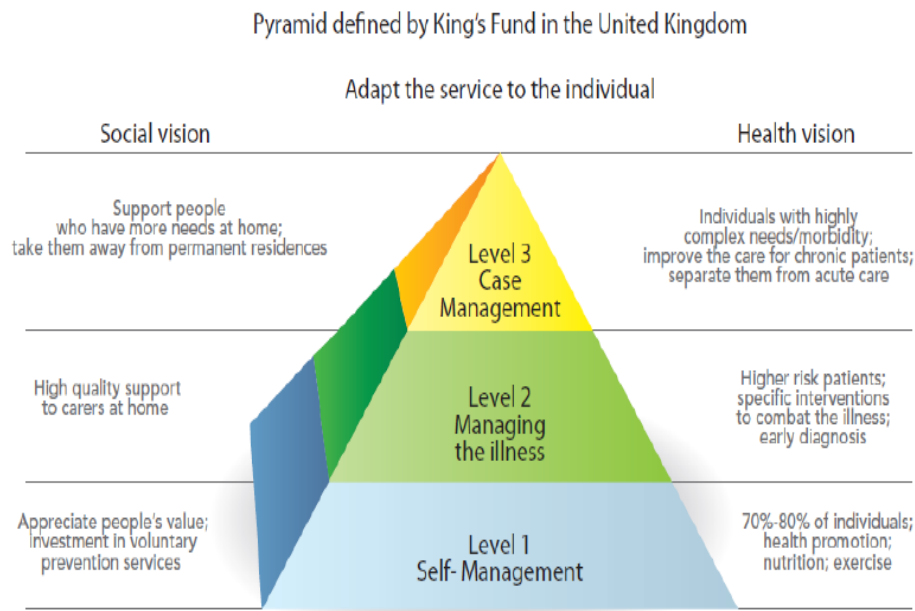 Pyramid defined by King's Fund in the United Kingdom
Adapt the service to the individual
Social vision
Health vision
Support people
who have more needs at home;
take them away from permanent residences
Level 3
Case
Management
Individuals with highly
complex needs/morbidity;
improve the care for chronic patients;
separate them from acute care
High quality support
to carers at home
Level 2
Managing
the illness
Higher risk patients;
specific interventions
to combat the illness;
early diagnosis
Appreciate people's value;
investment in voluntary
prevention services
Level 1
Self- Management
70%-80% of individuals;
health promotion;
nutrition; exercise